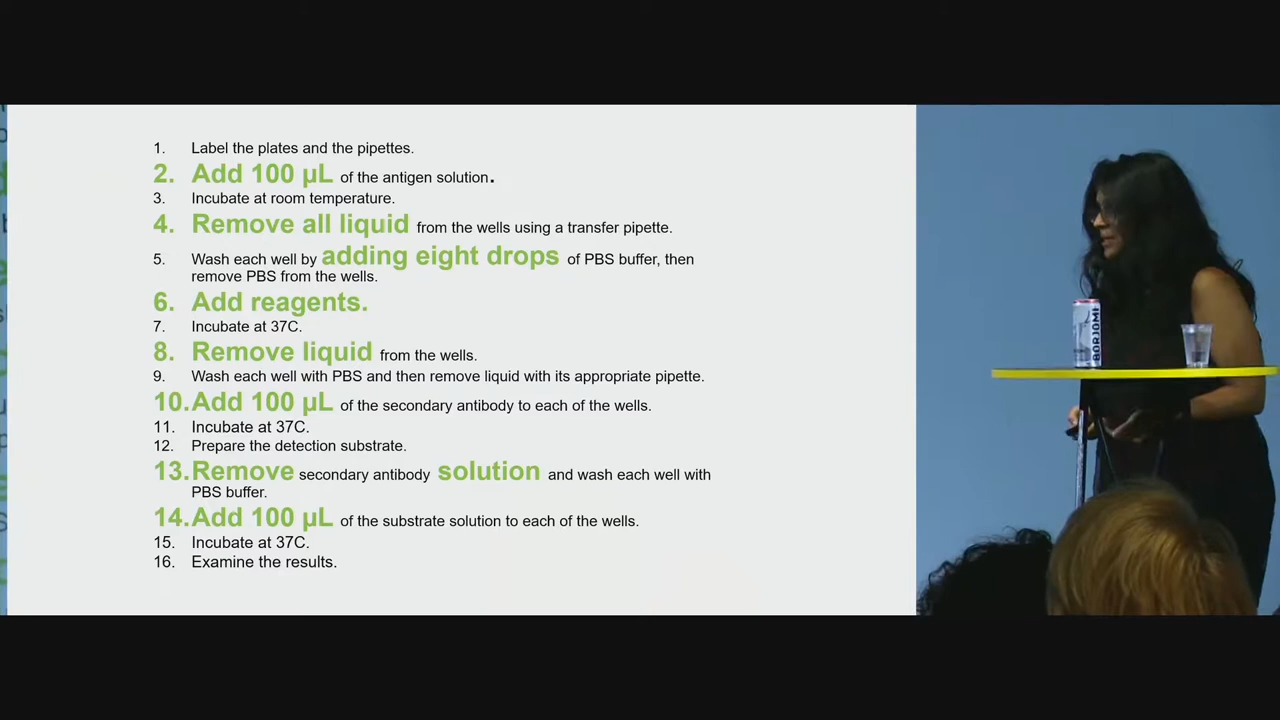 1. Label the plates and the pipettes.
2. Add 100 µL of the antigen solution.
3. Incubate at room temperature.
4. Remove all liquid from the wells using a transfer pipette.
5. Wash each well by adding eight drops of PBS buffer, then
remove PBS from the wells.
6. Add reagents.
7. Incubate at 37C.
8. Remove liquid from the wells.
9. Wash each well with PBS and then remove liquid with its appropriate pipette.
10. Add 100 µL of the secondary antibody to each of the wells.
11. Incubate at 37C.
12. Prepare the detection substrate.
13. Remove secondary antibody solution and wash each well with
PBS buffer.
14. Add 100 µL of the substrate solution to each of the wells.
15. Incubate at 37C.
16. Examine the results.
BORJOMI